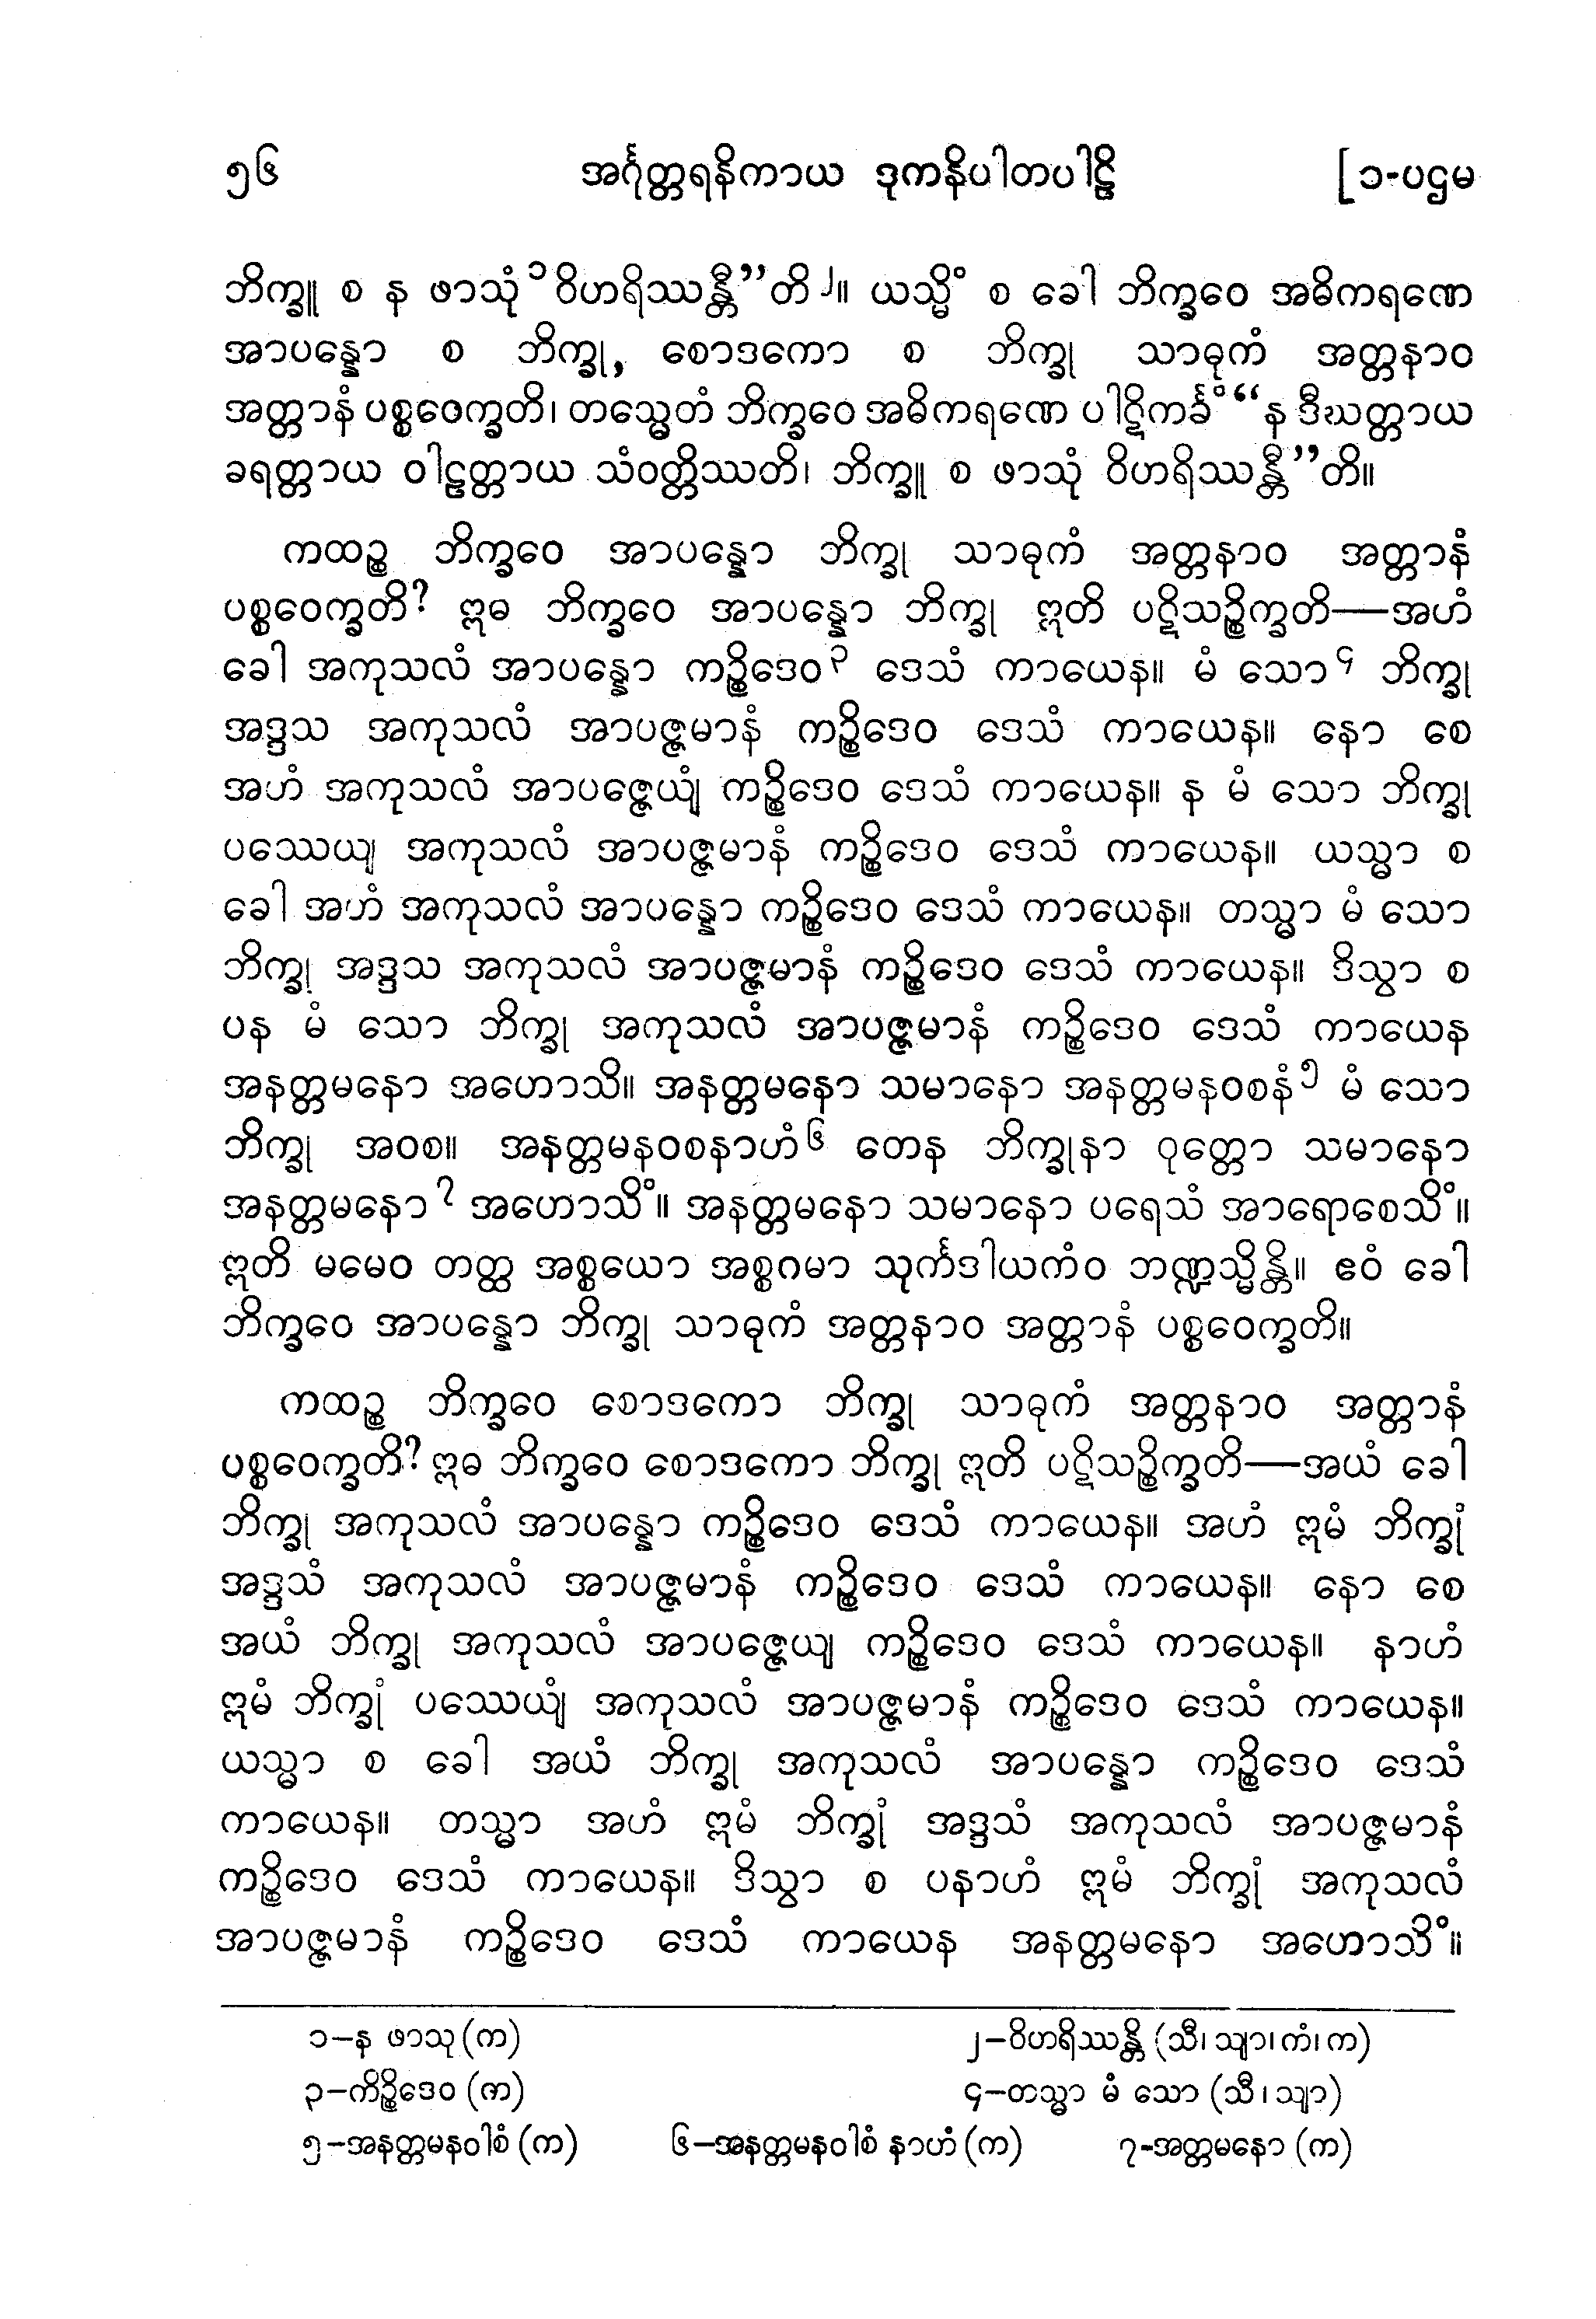 ၅၆ အင်္ဂုတ္တရနိကာယ ဒုကနိပါတပါဠိ [၁-ပဌမ
ဘိက္ခူ စ န ဖာသုံ ၁ ဝိဟရိဿန္တီ”တိ ၂။ ယသ္မိံ စ ခေါ ဘိက္ခဝေ အဓိကရဏေ
အာပန္နော စ ဘိက္ခု, စောဒကော စ ဘိက္ခု သာဓုကံ အတ္တနာဝ
အတ္တာနံ ပစ္စဝေက္ခတိ၊ တသ္မေတံ ဘိက္ခဝေ အဓိကရဏေ ပါဋိကင်္ခံ “န ဒီဃတ္တာယ
ခရတ္တာယ ဝါဠတ္တာယ သံဝတ္တိဿတိ၊ ဘိက္ခူ စ ဖာသုံ ဝိဟရိဿန္တီ”တိ။
ကထဉ္စ ဘိက္ခဝေ အာပန္နော ဘိက္ခု သာဓုကံ အတ္တနာဝ အတ္တာနံ
ပစ္စဝေက္ခတိ? ဣဓ ဘိက္ခဝေ အာပန္နော ဘိက္ခု ဣတိ ပဋိသဉ္စိက္ခတိ—အဟံ
ခေါ အကုသလံ အာပန္နော ကဉ္စိဒေဝ ၃ ဒေသံ ကာယေန။ မံ သော ၄ ဘိက္ခု
အဒ္ဒသ အကုသလံ အာပဇ္ဇမာနံ ကဉ္စိဒေဝ ဒေသံ ကာယေန။ နော စေ
အဟံ အကုသလံ အာပဇ္ဇေယျံ ကဉ္စိဒေဝ ဒေသံ ကာယေန။ န မံ သော ဘိက္ခု
ပဿေယျ အကုသလံ အာပဇ္ဇမာနံ ကဉ္စိဒေဝ ဒေသံ ကာယေန။ ယသ္မာ စ
ခေါ အဟံ အကုသလံ အာပန္နော ကဉ္စိဒေဝ ဒေသံ ကာယေန။ တသ္မာ မံ သော
ဘိက္ခု အဒ္ဒသ အကုသလံ အာပဇ္ဇမာနံ ကဉ္စိဒေဝ ဒေသံ ကာယေန။ ဒိသွာ စ
ပန မံ သော ဘိက္ခု အကုသလံ အာပဇ္ဇမာနံ ကဉ္စိဒေဝ ဒေသံ ကာယေန
အနတ္တမနော အဟောသိ။ အနတ္တမနော သမာနော အနတ္တမနဝစနံ ၅ မံ သော
ဘိက္ခု အဝစ။ အနတ္တမနဝစနာဟံ ၆ တေန ဘိက္ခုနာ ဝုတ္တော သမာနော
အနတ္တမနော ၇ အဟောသိံ။ အနတ္တမနော သမာနော ပရေသံ အာရောစေသိံ။
ဣတိ မမေဝ တတ္ထ အစ္စယော အစ္စဂမာ သုင်္ကဒါယကံဝ ဘဏ္ဍသ္မိန္တိ။ ဧဝံ ခေါ
ဘိက္ခဝေ အာပန္နော ဘိက္ခု သာဓုကံ အတ္တနာဝ အတ္တာနံ ပစ္စဝေက္ခတိ။
ကထဉ္စ ဘိက္ခဝေ စောဒကော ဘိက္ခု သာဓုကံ အတ္တနာဝ အတ္တာနံ
ပစ္စဝေက္ခတိ? ဣဓ ဘိက္ခဝေ စောဒကော ဘိက္ခု ဣတိ ပဋိသဉ္စိက္ခတိ—အယံ ခေါ
ဘိက္ခု အကုသလံ အာပန္နော ကဉ္စိဒေဝ ဒေသံ ကာယေန။ အဟံ ဣမံ ဘိက္ခုံ
အဒ္ဒသံ အကုသလံ အာပဇ္ဇမာနံ ကဉ္စိဒေဝ ဒေသံ ကာယေန။ နော စေ
အယံ ဘိက္ခု အကုသလံ အာပဇ္ဇေယျ ကဉ္စိဒေဝ ဒေသံ ကာယေန။ နာဟံ
ဣမံ ဘိက္ခုံ ပဿေယျံ အကုသလံ အာပဇ္ဇမာနံ ကဉ္စိဒေဝ ဒေသံ ကာယေန။
ယသ္မာ စ ခေါ အယံ ဘိက္ခု အကုသလံ အာပန္နော ကဉ္စိဒေဝ ဒေသံ
ကာယေန။ တသ္မာ အဟံ ဣမံ ဘိက္ခုံ အဒ္ဒသံ အကုသလံ အာပဇ္ဇမာနံ
ကဉ္စိဒေဝ ဒေသံ ကာယေန။ ဒိသွာ စ ပနာဟံ ဣမံ ဘိက္ခုံ အကုသလံ
အာပဇ္ဇမာနံ ကဉ္စိဒေဝ ဒေသံ ကာယေန အနတ္တမနော အဟောသိံ။
၁–န ဖာသု (က) ၂–ဝိဟရိဿန္တိ (သီ၊ သျာ၊ ကံ၊ က)
၃–ကိဉ္စိဒေဝ (က) ၄–တသ္မာ မံ သော (သီ၊ သျာ)
၅–အနတ္တမနဝါစံ (က) ၆–အနတ္တမနဝါစံ နာဟံ (က) ၇-အတ္တမနော (က)